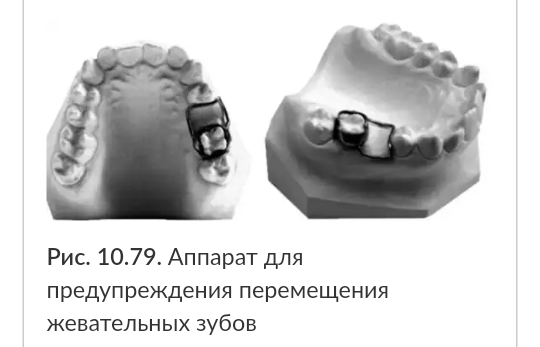 Рис. 10.79. Аппарат для
предупреждения перемещения
жевательных зубов